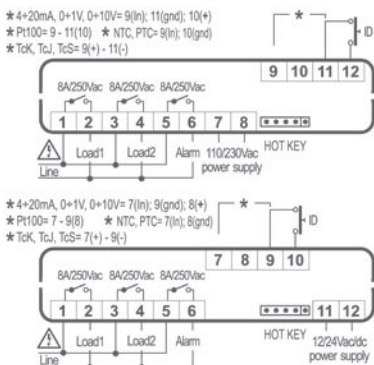 * 4÷20mA, 0÷1V, 0÷10V= 9(In); 11(gnd); 10(+)
* Pt100= 9 - 11(10) * NTC, PTC= 9(In); 10(gnd)
* TcK, TcJ, TcS= 9(+) - 11(-)
* ID
9 10 11 12
8A/250Vac 8A/250Vac 8A/250Vac
1 2 3 4 5 6 7 8
Load1 Load2 Alarm 110/230Vac power supply HOT KEY
Line
* 4÷20mA, 0÷1V, 0÷10V= 7(In); 9(gnd); 8(+)
* Pt100= 7 - 9(8) * NTC, PTC= 7(In); 8(gnd)
* TcK, TcJ, TcS= 7(+) - 9(-)
* ID
7 8 9 10
8A/250Vac 8A/250Vac 8A/250Vac
1 2 3 4 5 6 11 12
Load1 Load2 Alarm HOT KEY 12/24Vac/dc power supply
Line